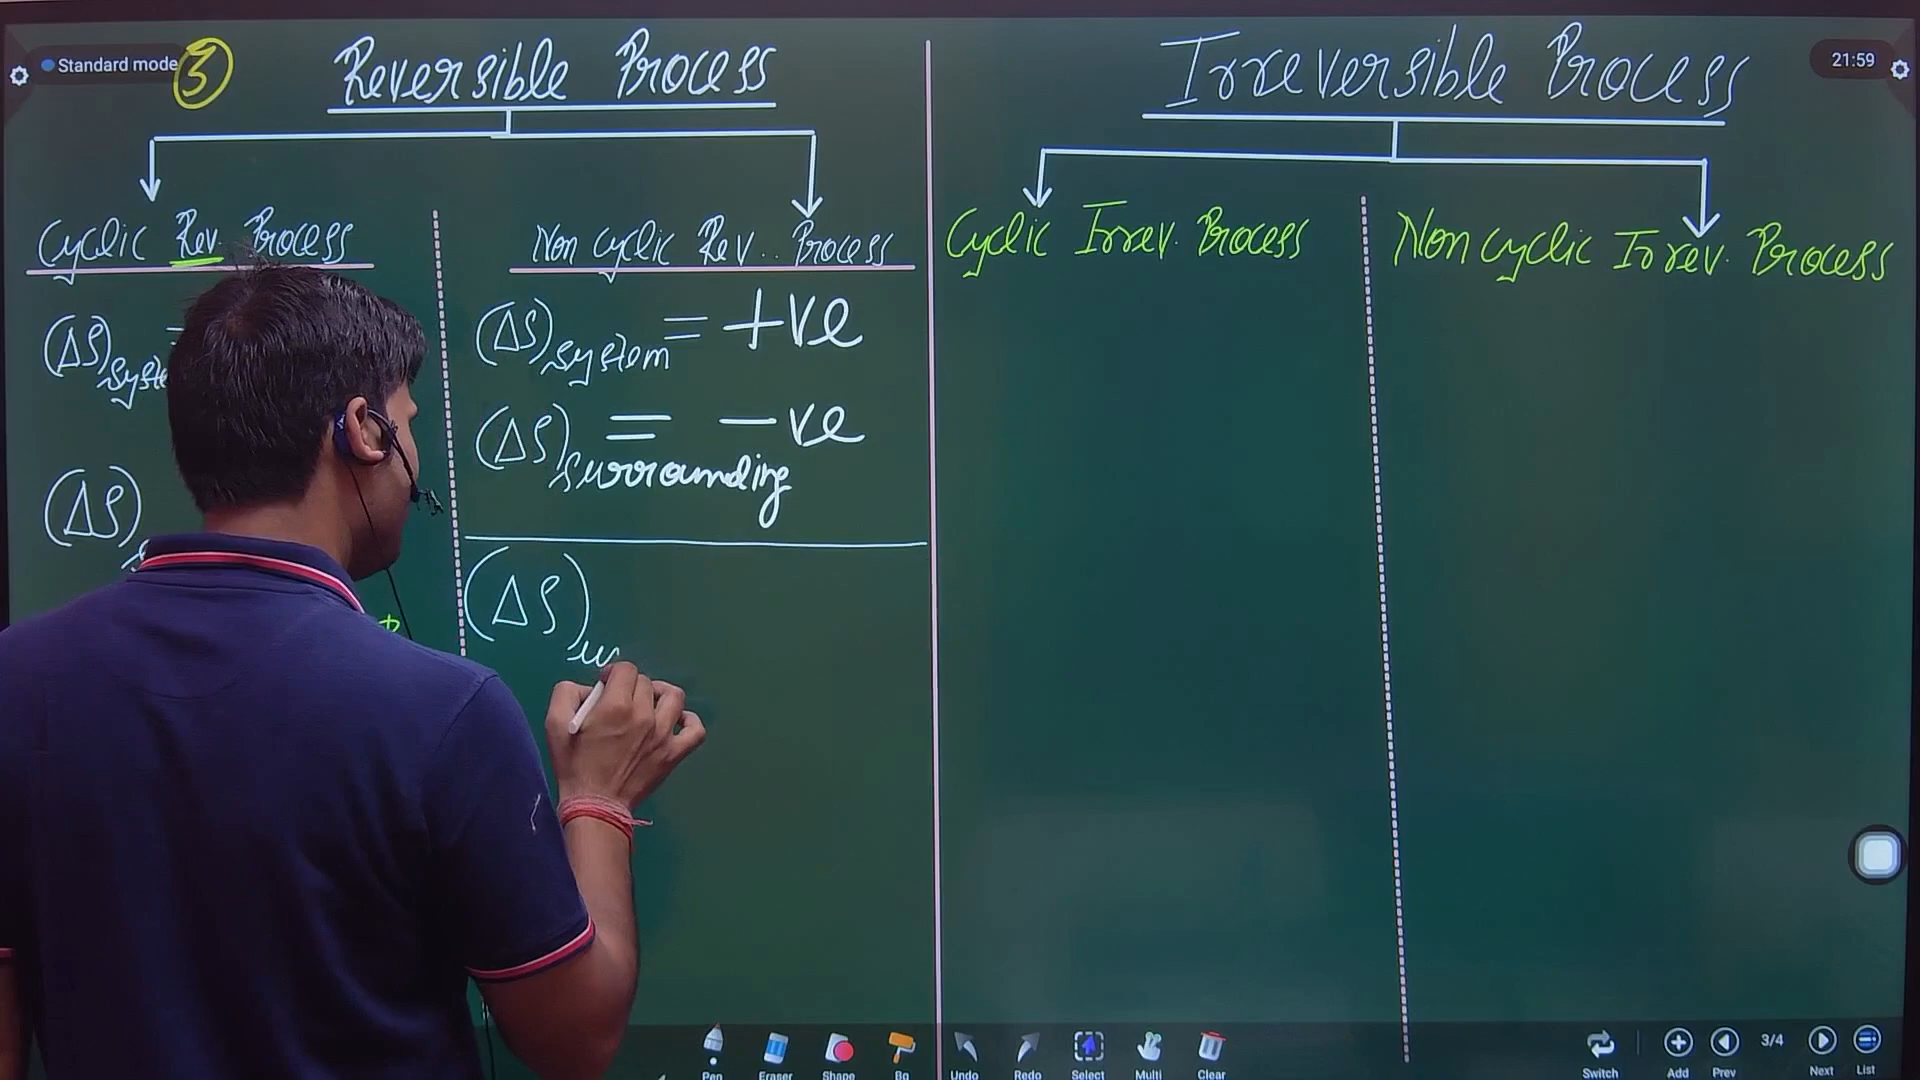 Standard mode
3
Reversible Process
Irreversible Process
21:59
Cyclic Rev. Process
Non Cyclic Rev.. Process
Cyclic Irrev. Process
Non cyclic Irrev. Process
(ΔS)
(ΔS)system = +ve
(ΔS)surrounding = -ve
(ΔS)
(ΔS)
Pen
Eraser
Shape
Bg
Undo
Redo
Select
Multi
Clear
Switch
Add
Prev
3/4
Next
List